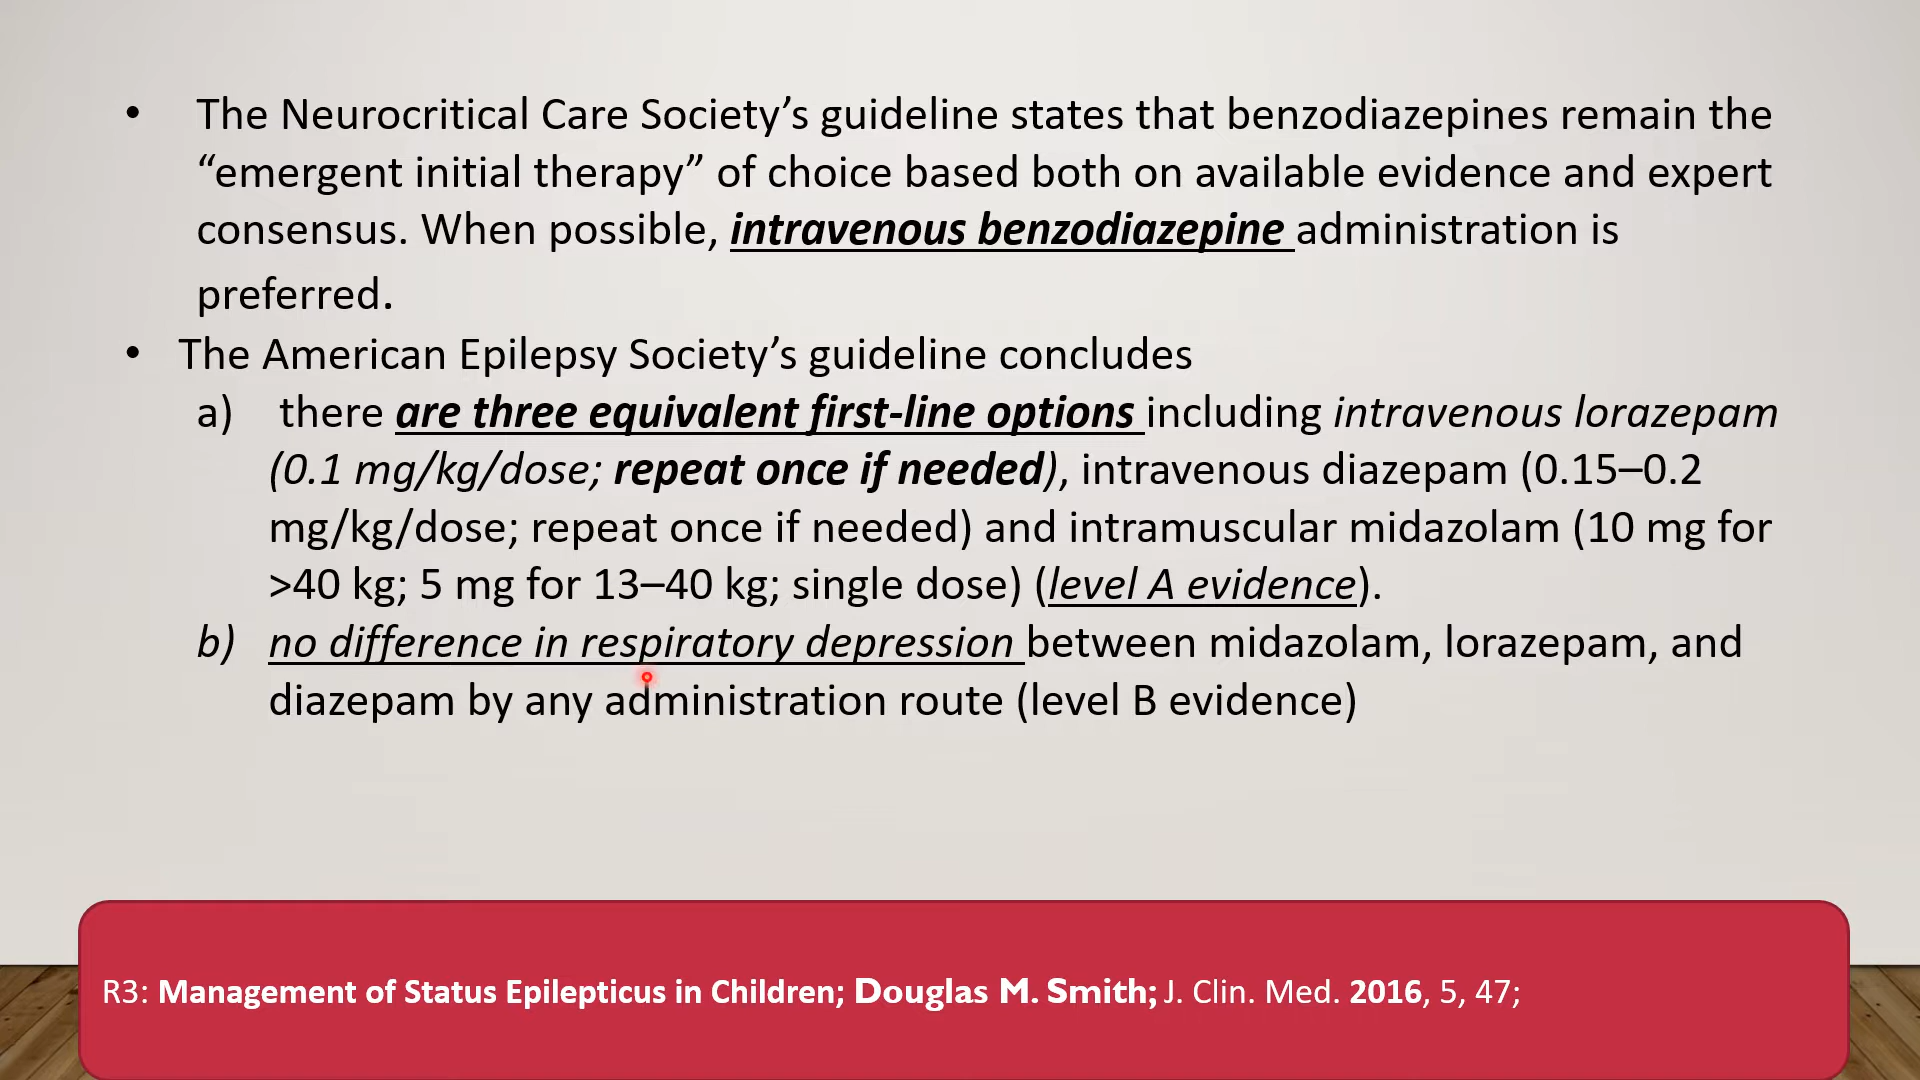 • The Neurocritical Care Society’s guideline states that benzodiazepines remain the
“emergent initial therapy” of choice based both on available evidence and expert
consensus. When possible, intravenous benzodiazepine administration is
preferred.
• The American Epilepsy Society’s guideline concludes
a) there are three equivalent first-line options including intravenous lorazepam
(0.1 mg/kg/dose; repeat once if needed), intravenous diazepam (0.15–0.2
mg/kg/dose; repeat once if needed) and intramuscular midazolam (10 mg for
>40 kg; 5 mg for 13–40 kg; single dose) (level A evidence).
b) no difference in respiratory depression between midazolam, lorazepam, and
diazepam by any administration route (level B evidence)
R3: Management of Status Epilepticus in Children; Douglas M. Smith; J. Clin. Med. 2016, 5, 47;